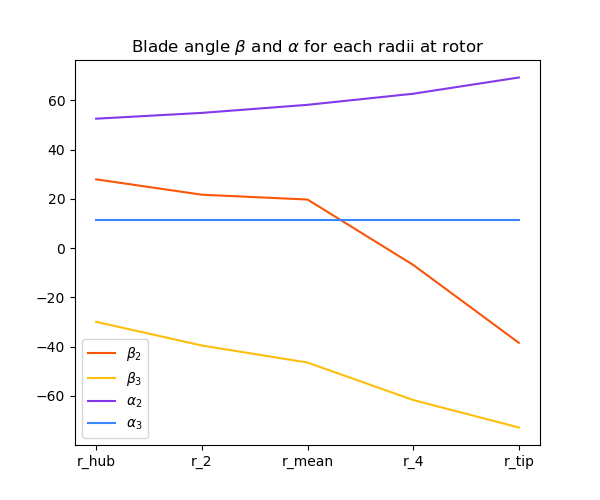 Blade angle β and α for each radii at rotor
60
40
20
0
−20
−40
−60
β₂
β₃
α₂
α₃
r_hub r_2 r_mean r_4 r_tip